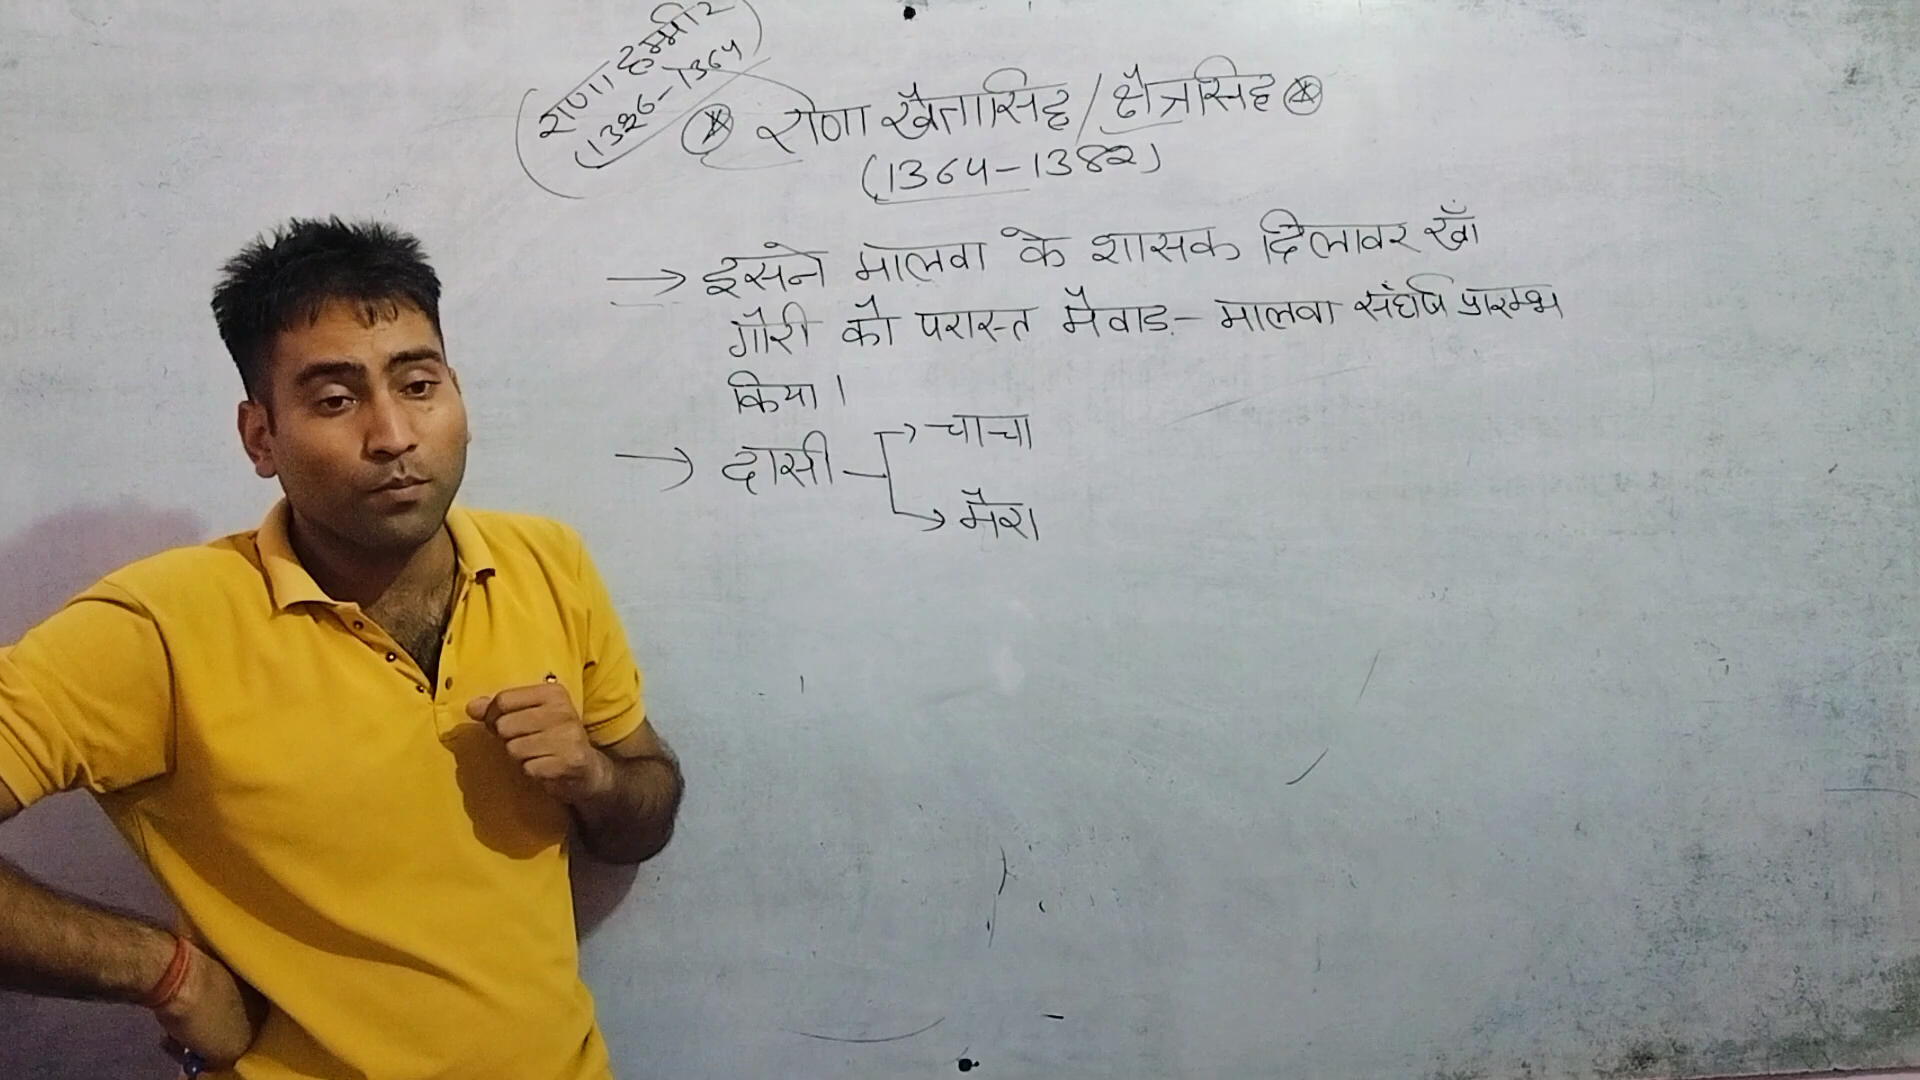 राणा हम्मीर
(1326-1364)
राणा खेतासिंह/क्षैत्रसिंह
(1364-1382)
→ इसने मालवा के शासक दिलावर खाँ
गौरी को परास्त मेवाड़ - मालवा संघर्ष प्रारम्भ
किया।
→ दासी → चाचा
→ मेरा